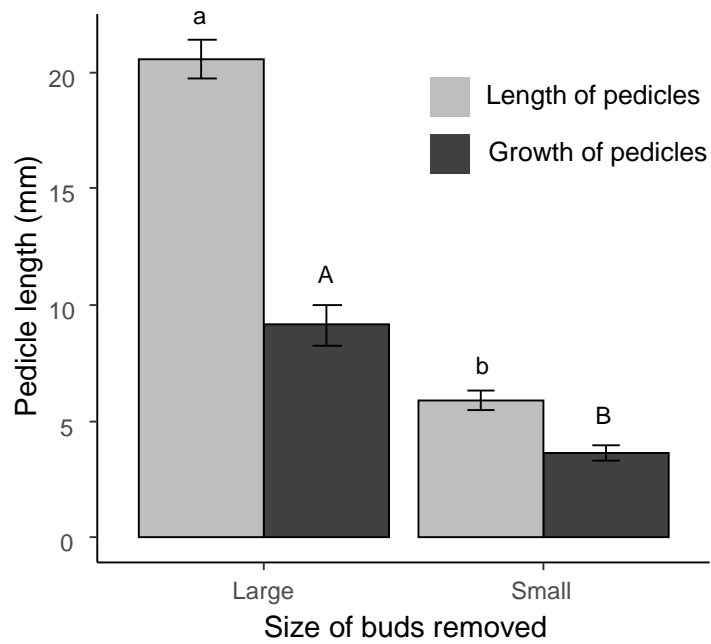 a
20
Length of pedicles
Growth of pedicles
15
Pedicle length (mm)
A
10
b
B
5
0
Large
Small
Size of buds removed